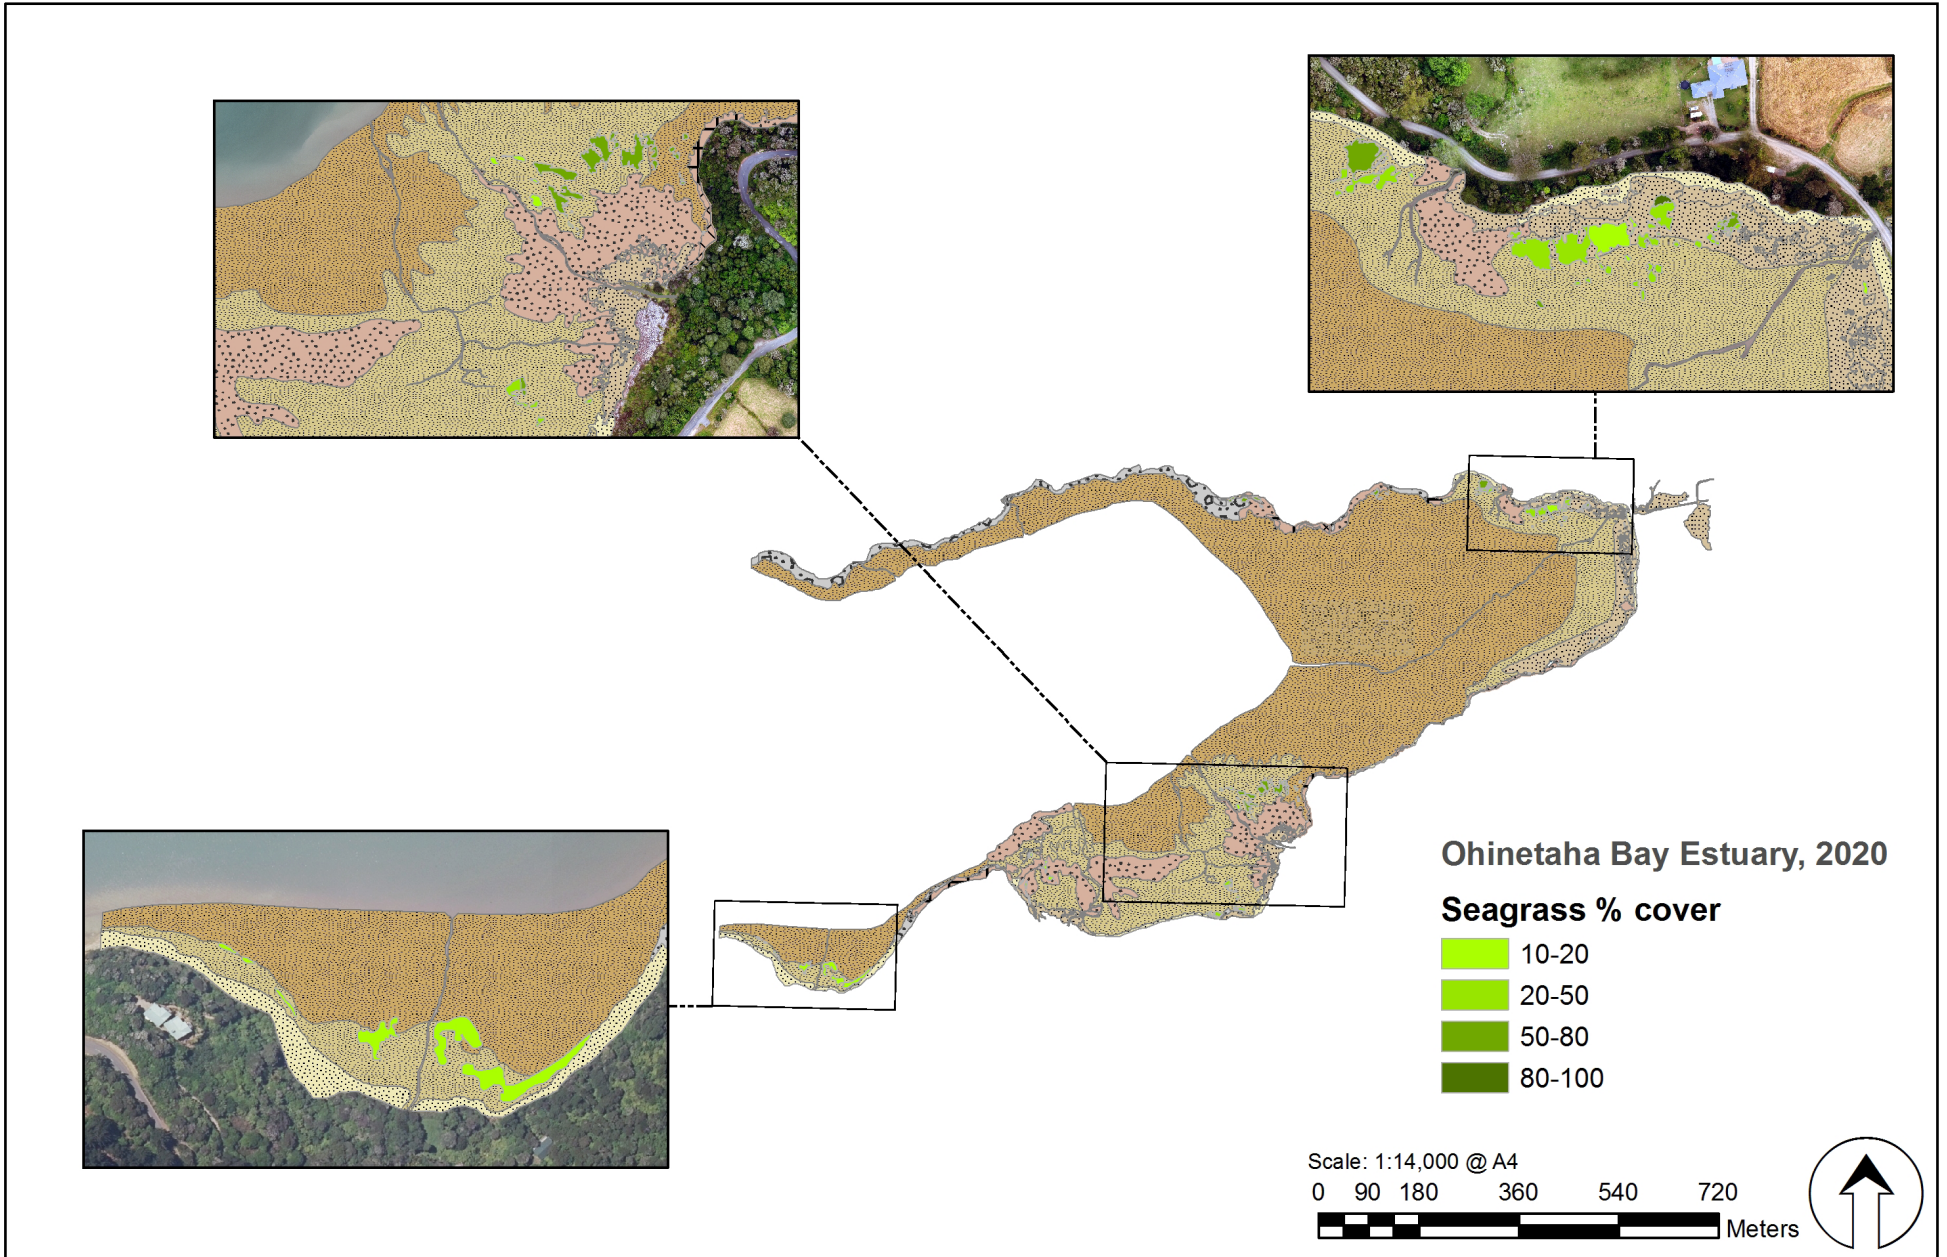 Ohinetaha Bay Estuary, 2020
Seagrass % cover
10-20
20-50
50-80
80-100
Scale: 1:14,000 @ A4
0 90 180 360 540 720
Meters